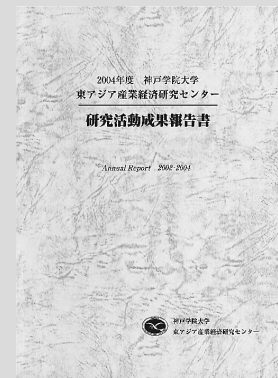 2004年度 神戸学院大学
東アジア産業経済研究センター
研究活動成果報告書
Annual Report 2002-2004
神戸学院大学
東アジア産業経済研究センター